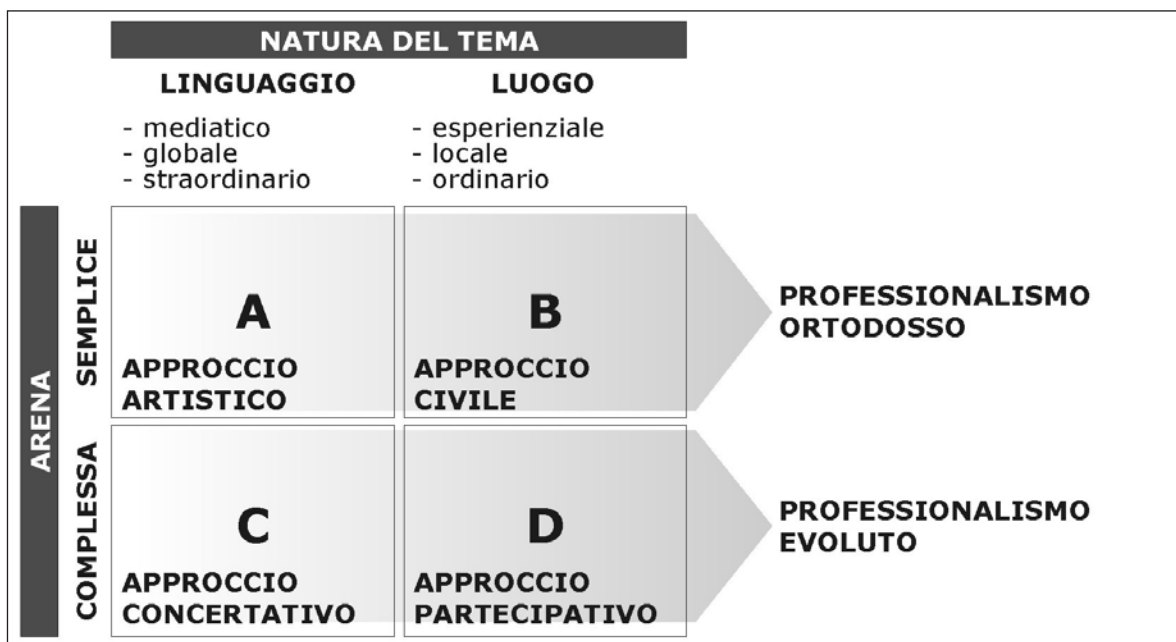 NATURA DEL TEMA
LINGUAGGIO
- mediatico
- globale
- straordinario
LUOGO
- esperienziale
- locale
- ordinario
ARENA
SEMPLICE
A
APPROCCIO
ARTISTICO
B
APPROCCIO
CIVILE
PROFESSIONALISMO
ORTODOSSO
COMPLESSA
C
APPROCCIO
CONCERTATIVO
D
APPROCCIO
PARTECIPATIVO
PROFESSIONALISMO
EVOLUTO